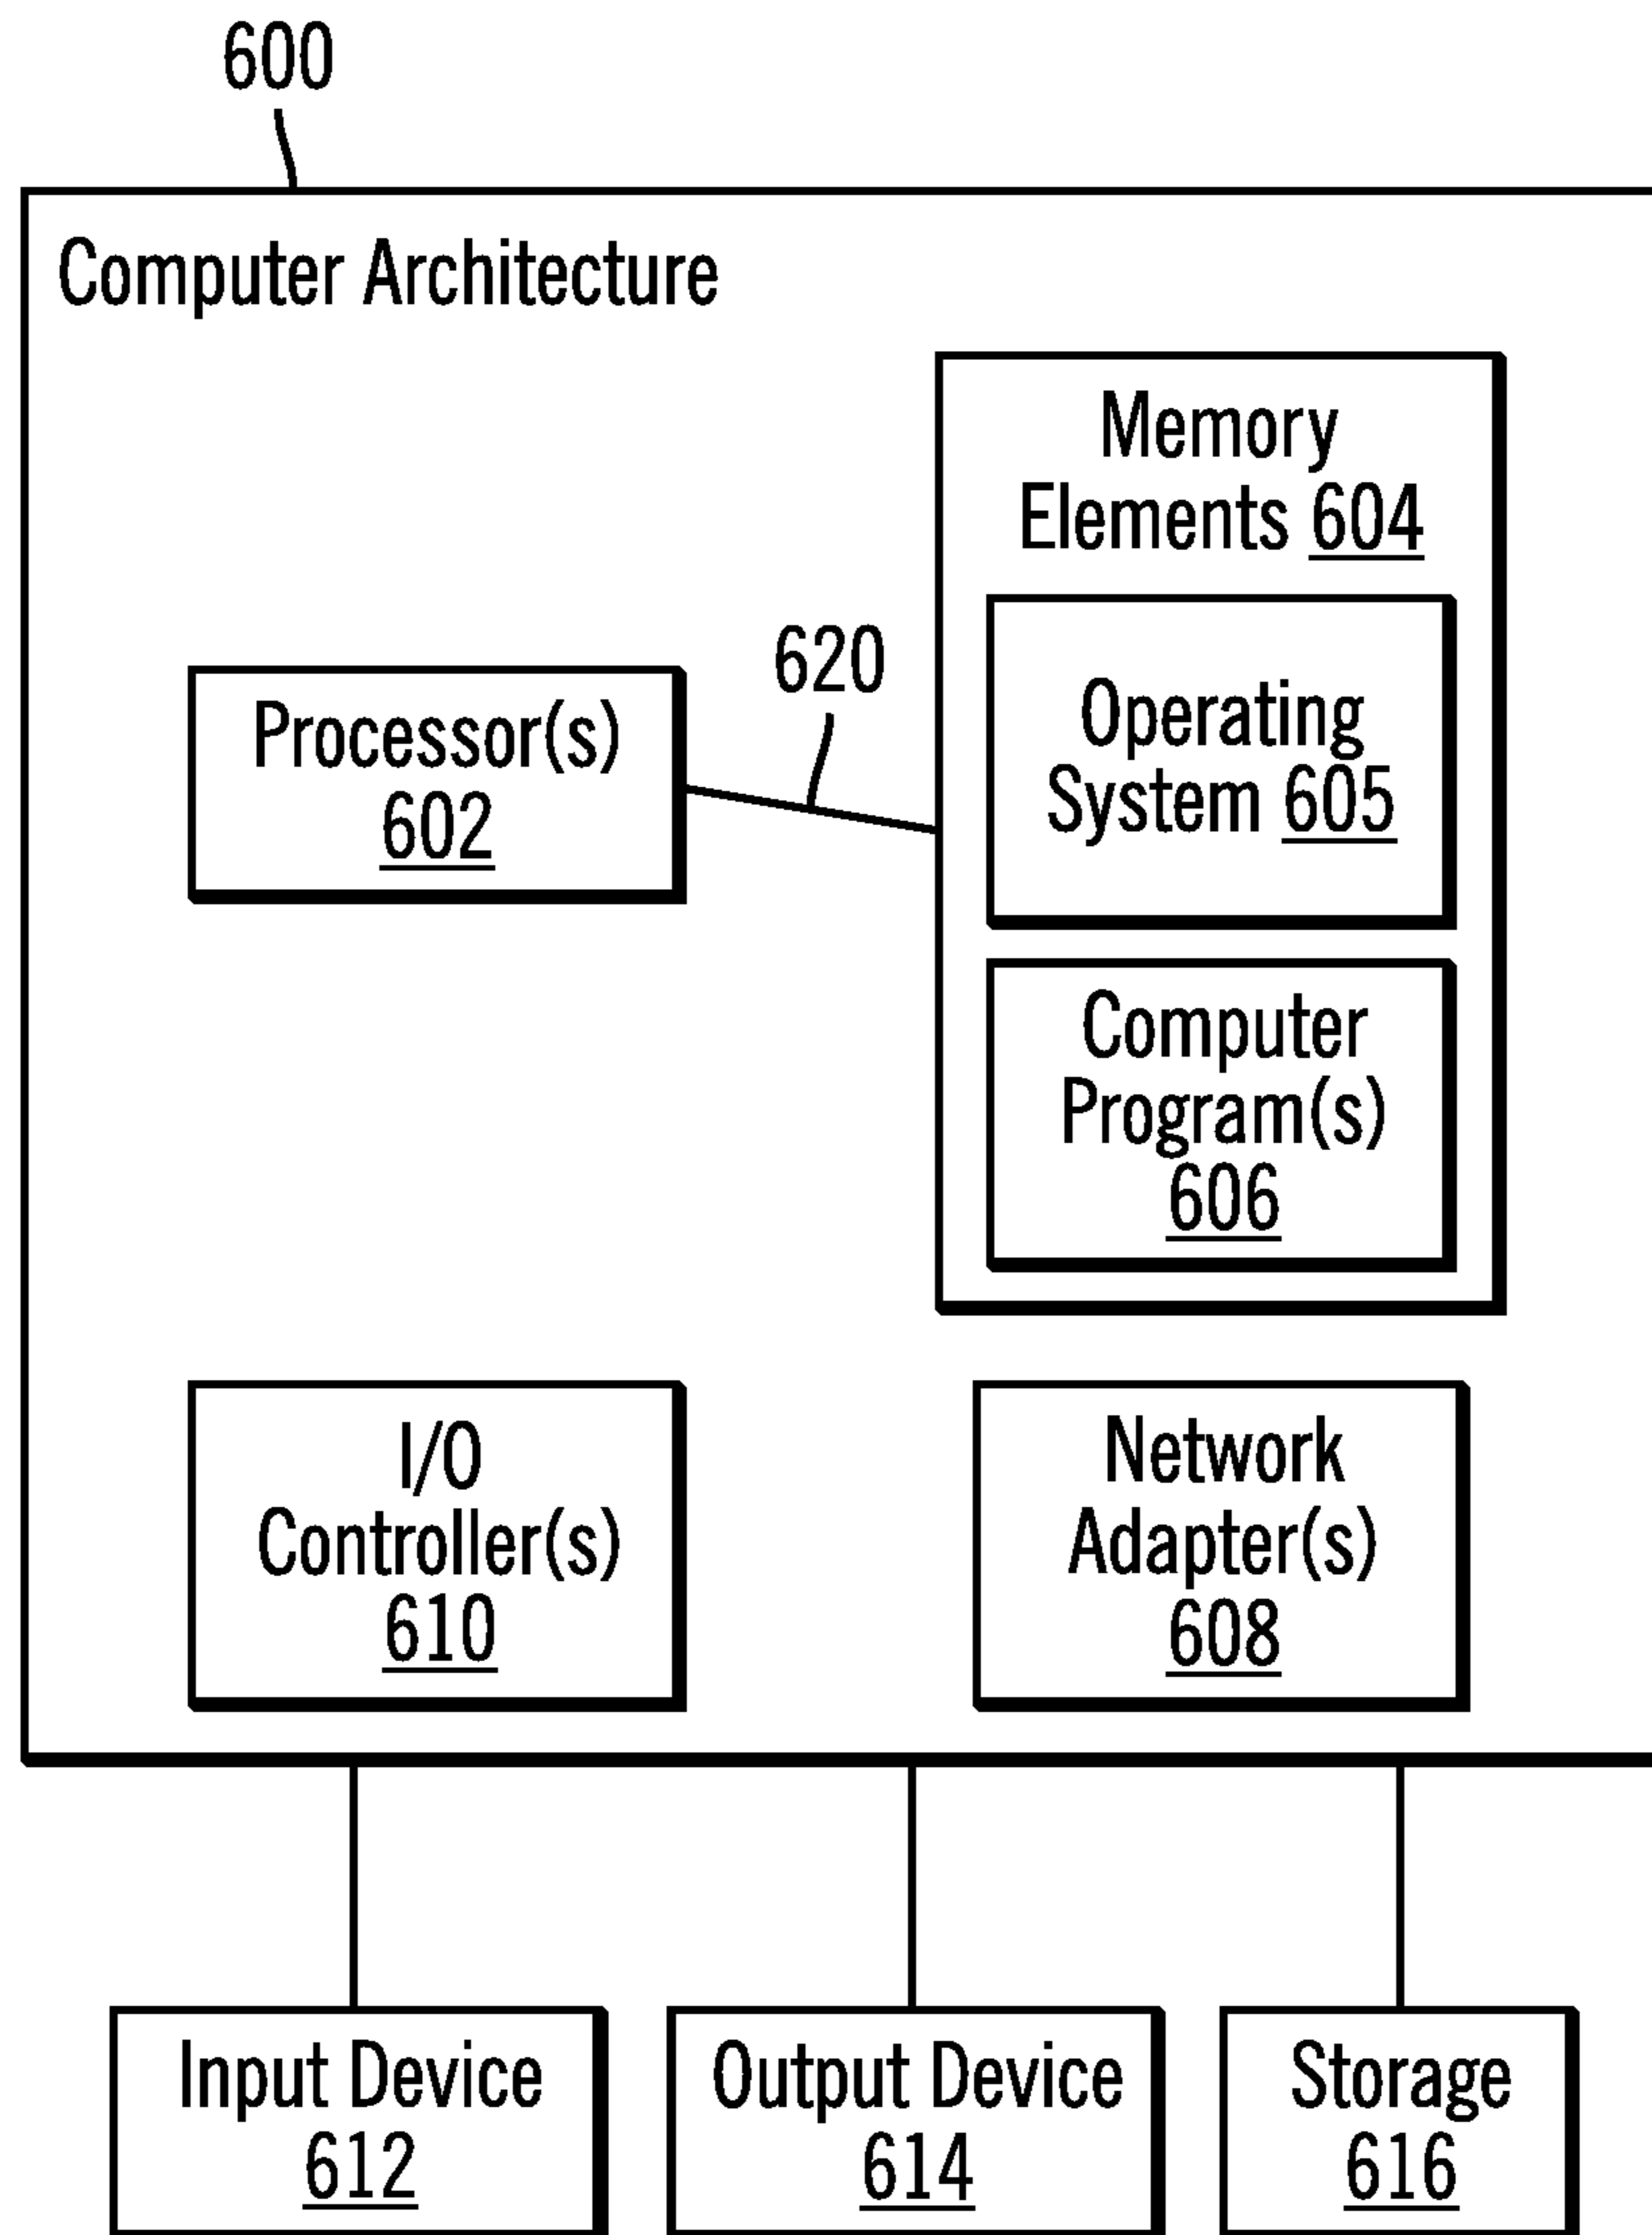 600
Computer Architecture
Memory
Elements 604
620
Operating
System 605
Processor(s)
602
Computer
Program(s)
606
I/O
Controller(s)
610
Network
Adapter(s)
608
Input Device
612
Output Device
614
Storage
616